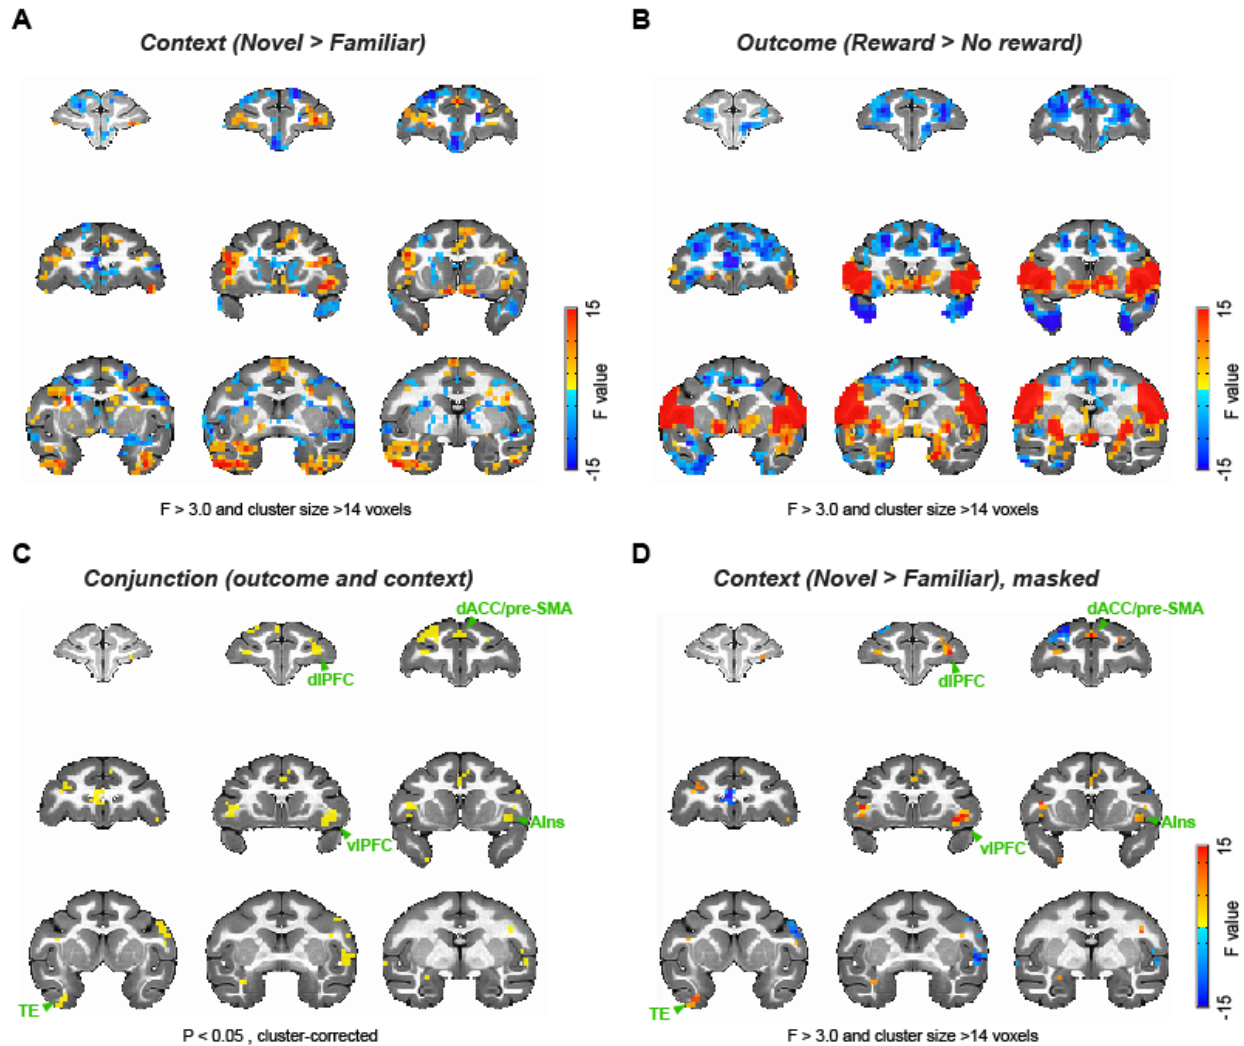 A
Context (Novel > Familiar)
15
F value
-15
F > 3.0 and cluster size >14 voxels
B
Outcome (Reward > No reward)
15
F value
-15
F > 3.0 and cluster size >14 voxels
C
Conjunction (outcome and context)
dACC/pre-SMA
dlPFC
vlPFC
AIns
TE
P < 0.05 , cluster-corrected
D
Context (Novel > Familiar), masked
dACC/pre-SMA
dlPFC
vlPFC
AIns
TE
15
F value
-15
F > 3.0 and cluster size >14 voxels